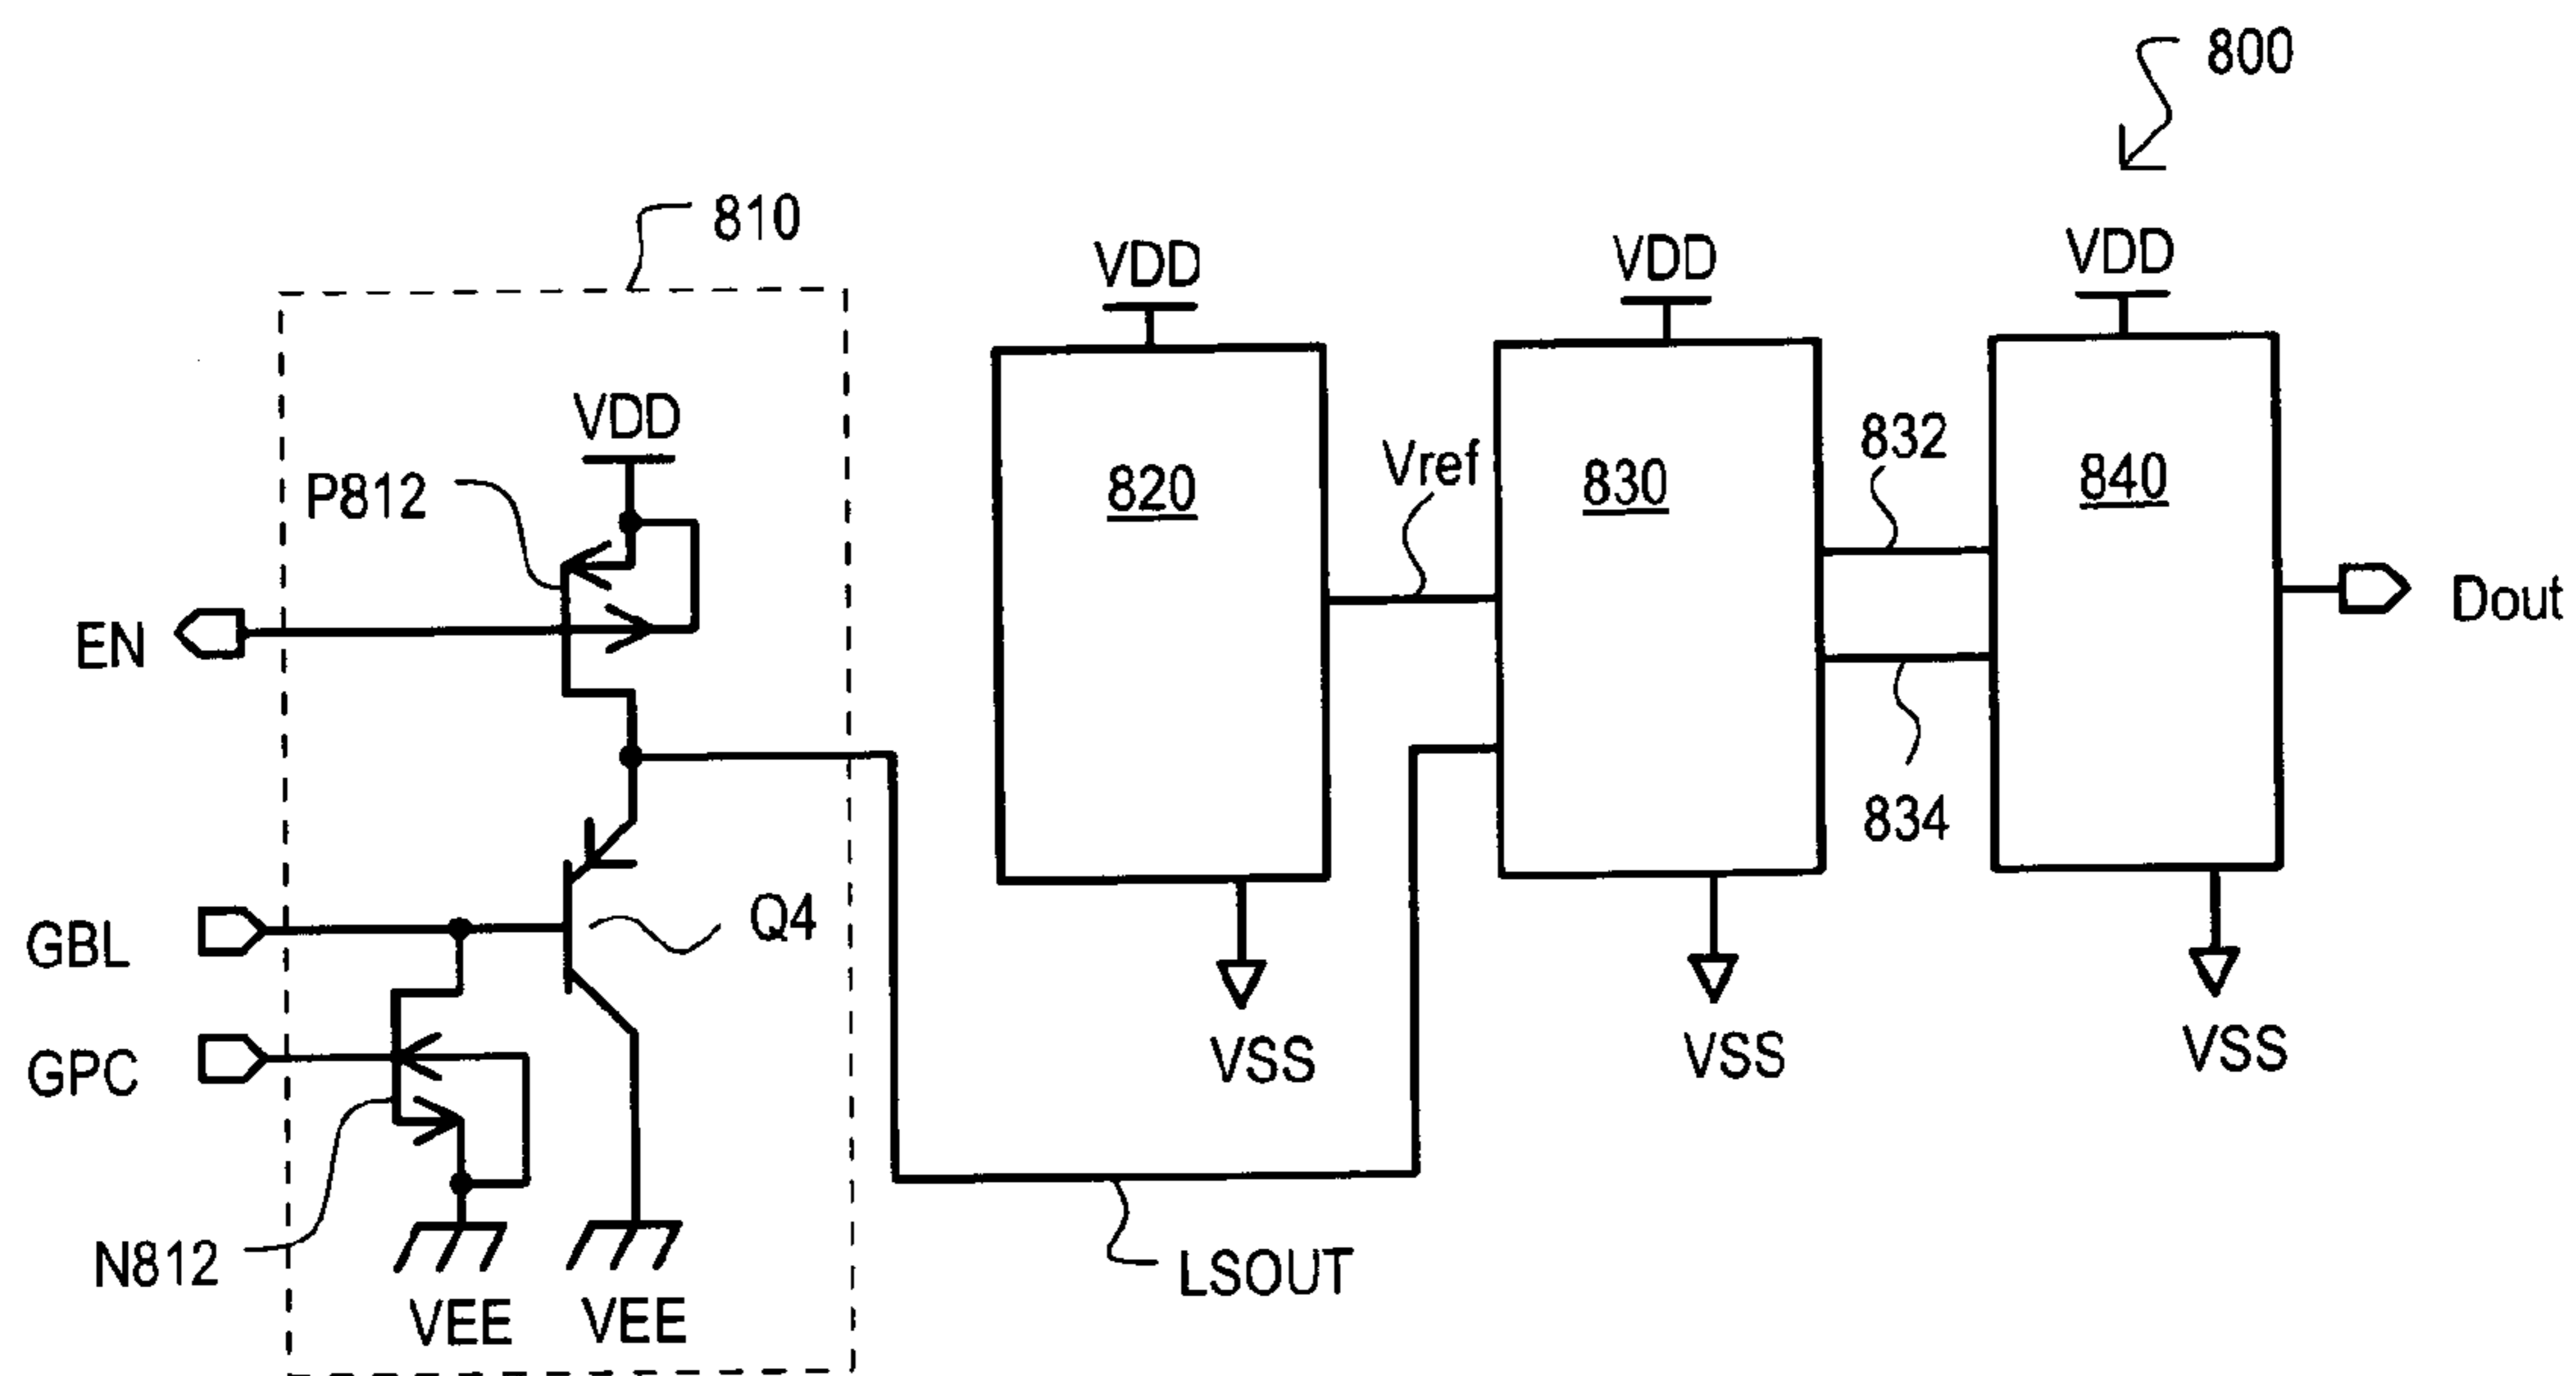 800
810
VDD
VDD
VDD
VDD
P812
Vref
832
820
830
840
EN
Dout
834
GBL
Q4
GPC
VSS
VSS
VSS
N812
LSOUT
VEE
VEE